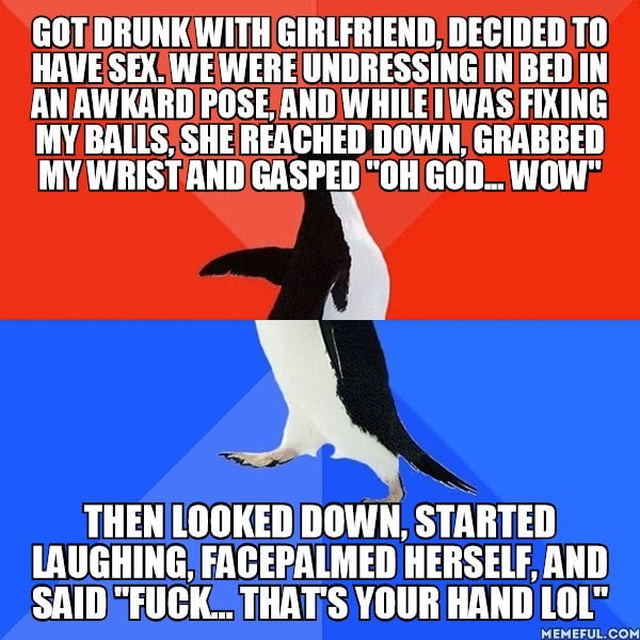 GOT DRUNK WITH GIRLFRIEND, DECIDED TO
HAVE SEX. WE WERE UNDRESSING IN BED IN
AN AWKARD POSE, AND WHILE I WAS FIXING
MY BALLS, SHE REACHED DOWN, GRABBED
MY WRIST AND GASPED "OH GOD... WOW"
THEN LOOKED DOWN, STARTED
LAUGHING, FACEPALMED HERSELF, AND
SAID "FUCK... THAT'S YOUR HAND LOL"
MEMEFUL.COM